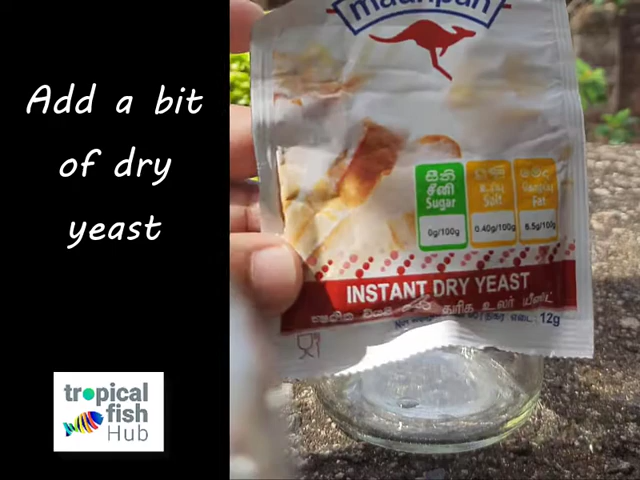 Add a bit
of dry
yeast
tropical
fish
Hub
mauripan
සීනි
சீனி
Sugar
0g/100g
Salt
0.40g/100g
Fat
6.5g/100g
INSTANT DRY YEAST
12g